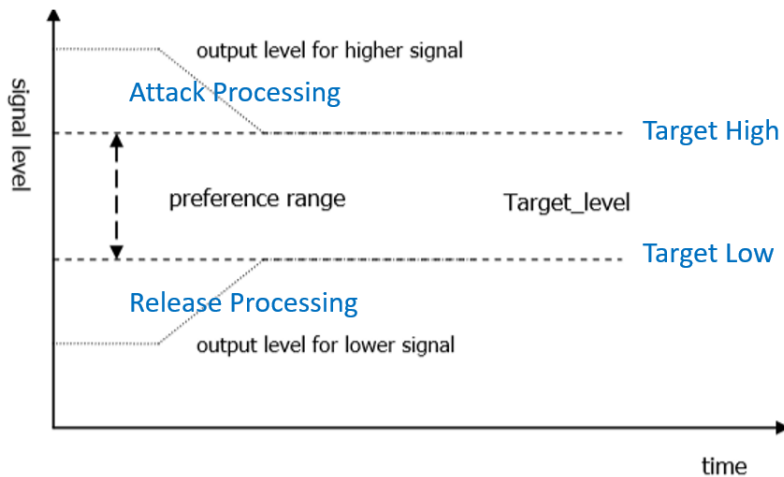 output level for higher signal
Attack Processing
signal level
Target High
preference range
Target_level
Target Low
Release Processing
output level for lower signal
time